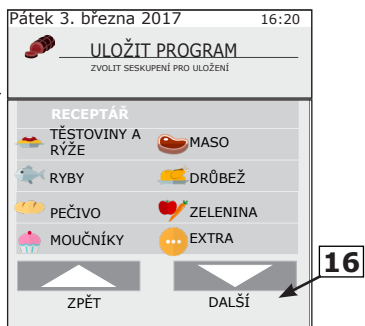 Pátek 3. března 2017 16:20
ULOŽIT PROGRAM
ZVOLIT SESKUPENÍ PRO ULOŽENÍ
RECEPTÁŘ
TĚSTOVINY A
RÝŽE
MASO
RYBY
DRŮBEŽ
PEČIVO
ZELENINA
MOUČNÍKY
EXTRA
16
ZPĚT
DALŠÍ